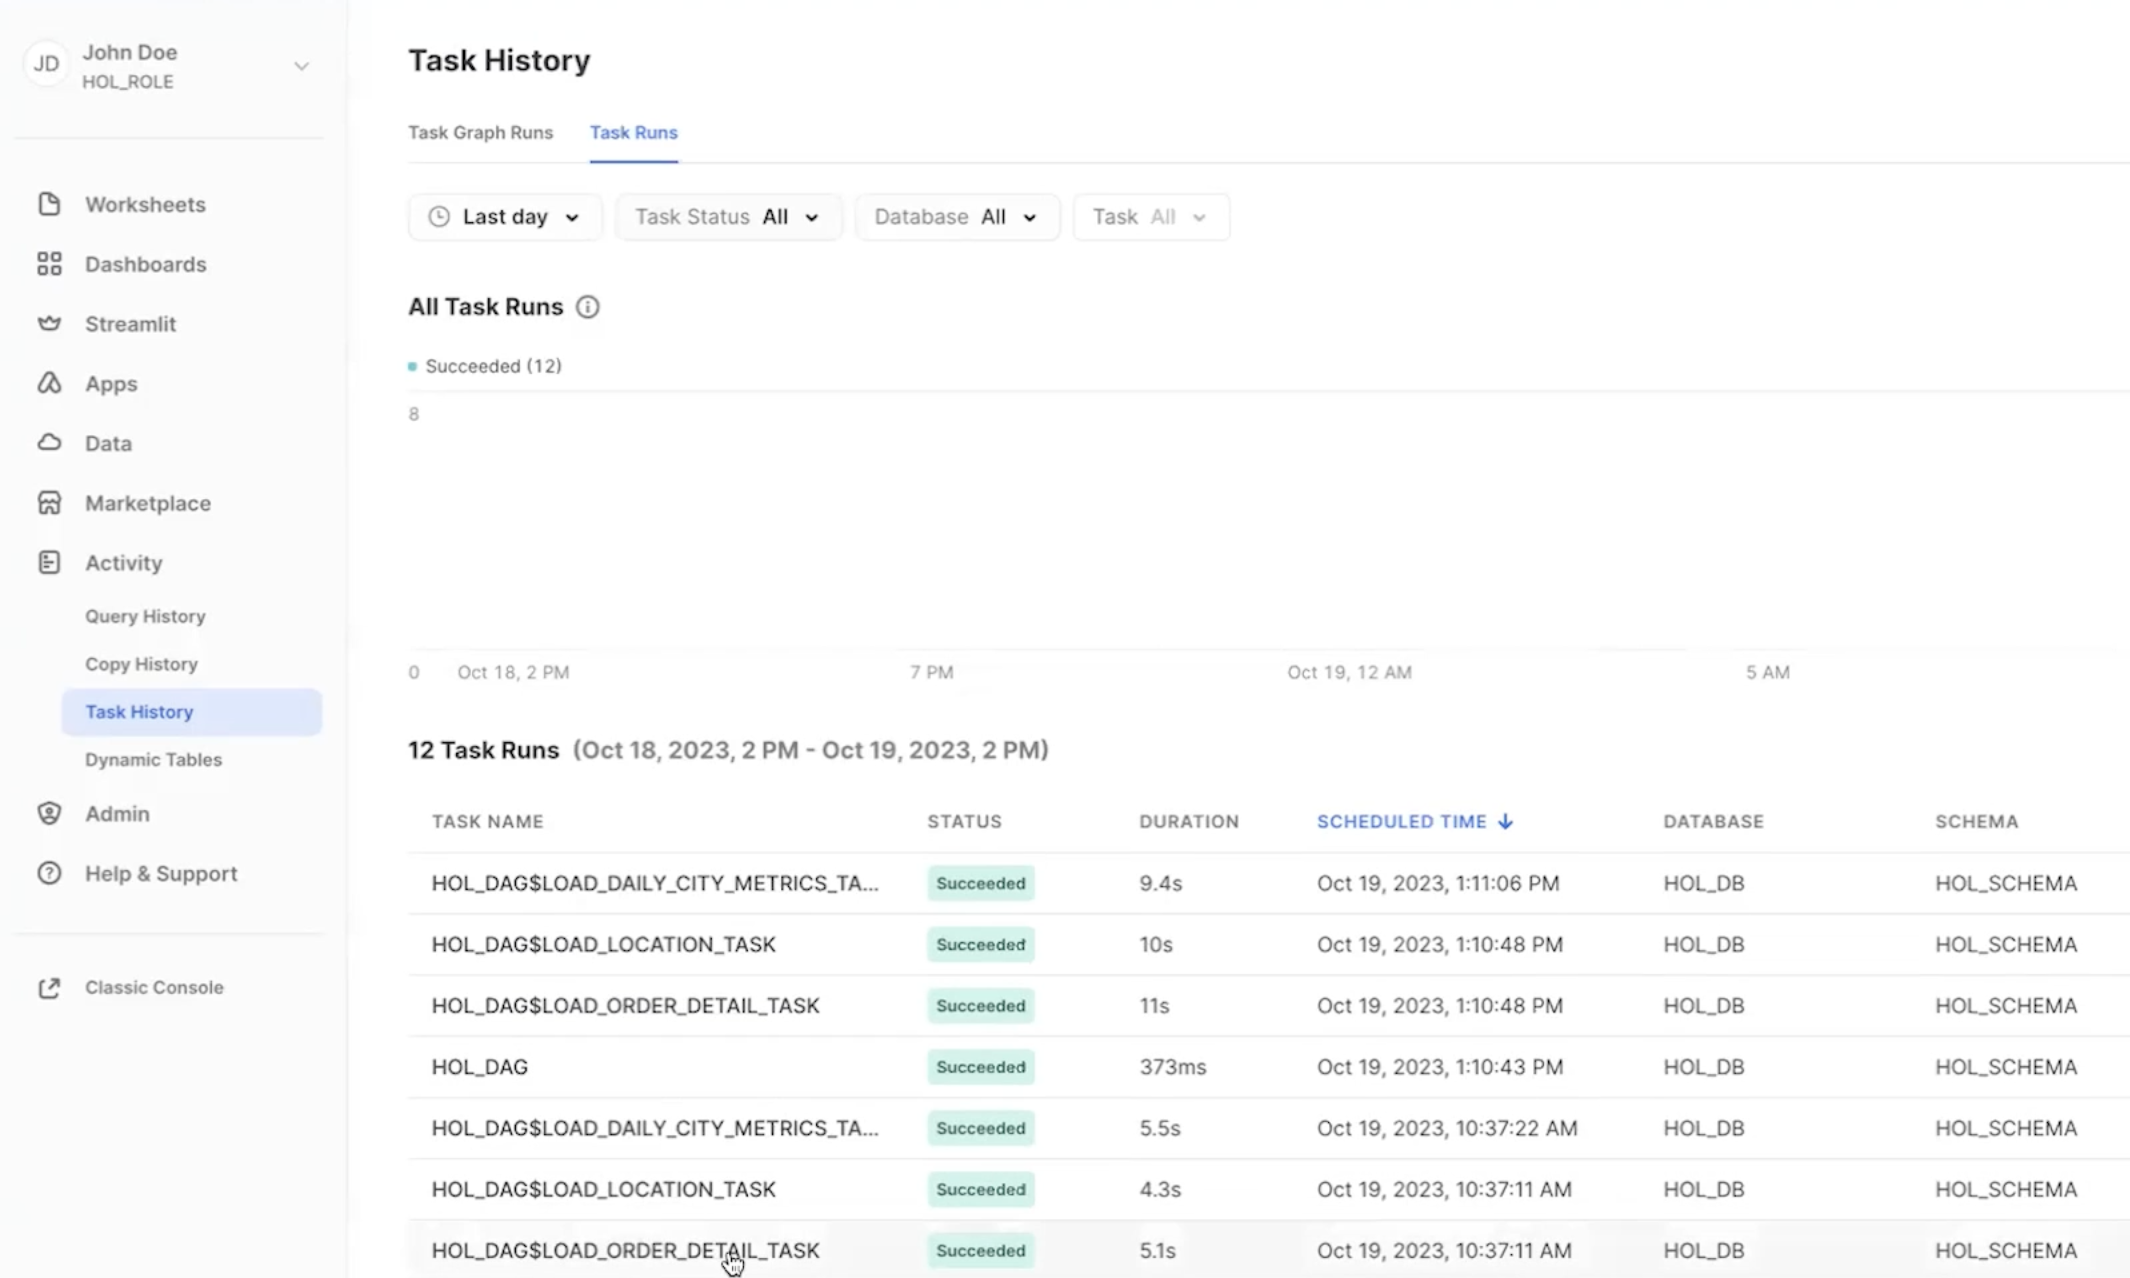 JD
John Doe
HOL_ROLE
Worksheets
Dashboards
Streamlit
Apps
Data
Marketplace
Activity
Query History
Copy History
Task History
Dynamic Tables
Admin
Help & Support
Classic Console
Task History
Task Graph Runs Task Runs
Last day Task Status All Database All Task All
All Task Runs
Succeeded (12)
8
0 Oct 18, 2 PM 7 PM Oct 19, 12 AM 5 AM
12 Task Runs (Oct 18, 2023, 2 PM - Oct 19, 2023, 2 PM)
TASK NAME STATUS DURATION SCHEDULED TIME DATABASE SCHEMA
HOL_DAG$LOAD_DAILY_CITY_METRICS_TA... Succeeded 9.4s Oct 19, 2023, 1:11:06 PM HOL_DB HOL_SCHEMA
HOL_DAG$LOAD_LOCATION_TASK Succeeded 10s Oct 19, 2023, 1:10:48 PM HOL_DB HOL_SCHEMA
HOL_DAG$LOAD_ORDER_DETAIL_TASK Succeeded 11s Oct 19, 2023, 1:10:48 PM HOL_DB HOL_SCHEMA
HOL_DAG Succeeded 373ms Oct 19, 2023, 1:10:43 PM HOL_DB HOL_SCHEMA
HOL_DAG$LOAD_DAILY_CITY_METRICS_TA... Succeeded 5.5s Oct 19, 2023, 10:37:22 AM HOL_DB HOL_SCHEMA
HOL_DAG$LOAD_LOCATION_TASK Succeeded 4.3s Oct 19, 2023, 10:37:11 AM HOL_DB HOL_SCHEMA
HOL_DAG$LOAD_ORDER_DETAIL_TASK Succeeded 5.1s Oct 19, 2023, 10:37:11 AM HOL_DB HOL_SCHEMA